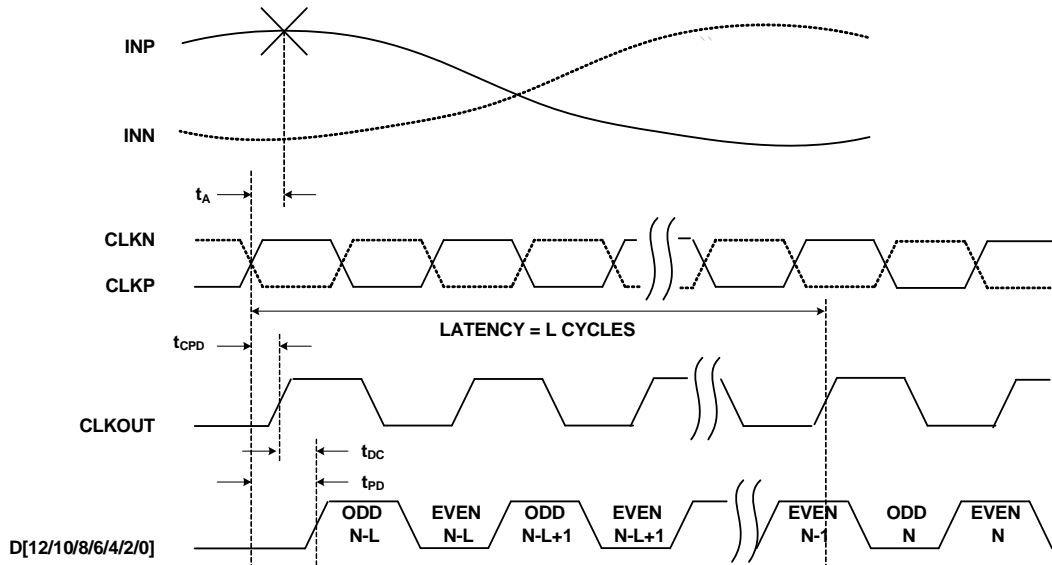 INP
INN
tA
CLKN
CLKP
LATENCY = L CYCLES
tCPD
CLKOUT
tDC
tPD
ODD N-L
EVEN N-L
ODD N-L+1
EVEN N-L+1
EVEN N-1
ODD N
EVEN N
D[12/10/8/6/4/2/0]